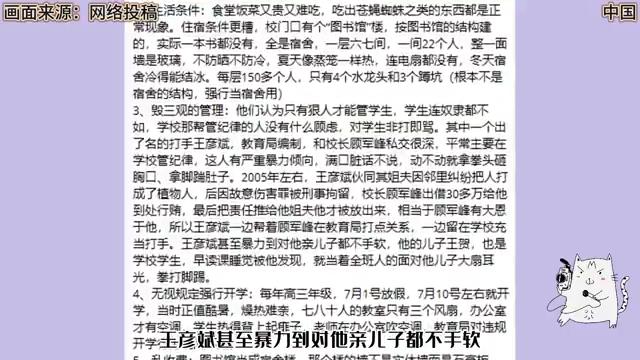 画面来源：网络投稿
中国
生活条件：食堂饭菜又贵又难吃，吃出苍蝇蜘蛛之类的东西都是正
常现象。住宿条件更糟，校门口有个“图书馆”楼，按图书馆的结构建
的，实际一本书都没有，全是宿舍，一层六七间，一间22个人，整一面
墙是玻璃，不防晒不防冷，夏天像蒸笼一样热，连电扇都没有，冬天宿
舍冷得能结冰。每层150多个人，只有4个水龙头和3个蹲坑（根本不是
宿舍的结构，强行当宿舍用）
3、毁三观的管理：他们认为只有狠人才能管学生，学生连奴隶都不
如，学校那帮管纪律的人没有什么顾虑，对学生非打即骂。其中一个出
了名的打手王彦斌，教育局编制，和校长顾军峰私交很深，平常主要在
学校管纪律，这人有严重暴力倾向，满口脏话不说，动不动就拿拳头砸
胸口、拿脚踹肚子。2005年左右，王彦斌伙同其姐夫因邻里纠纷把人打
成了植物人，后因故意伤害罪被刑事拘留，校长顾军峰出借30多万给他
到处行贿，最后把责任推给他姐夫他才被放出来，相当于顾军峰有大恩
于他，所以王彦斌一边帮着顾军峰在教育局打点关系，一边留在学校充
当打手。王彦斌甚至暴力到对他亲儿子都不手软，他的儿子王贺，也是
学校学生，早读课睡觉被他发现，就当着全班人的面对他儿子大扇耳
光，拳打脚踢。
4、无视规定强行开学：每年高三年级，7月1号放假，7月10号左右就开
学，当时正值酷暑，燥热难亲，七八十人的教室只有三个风扇，办公室
才有空调，学生热得背上起痱子，老师在办公室吹空调，教育局对违规
王彦斌甚至暴力到对他亲儿子都不手软